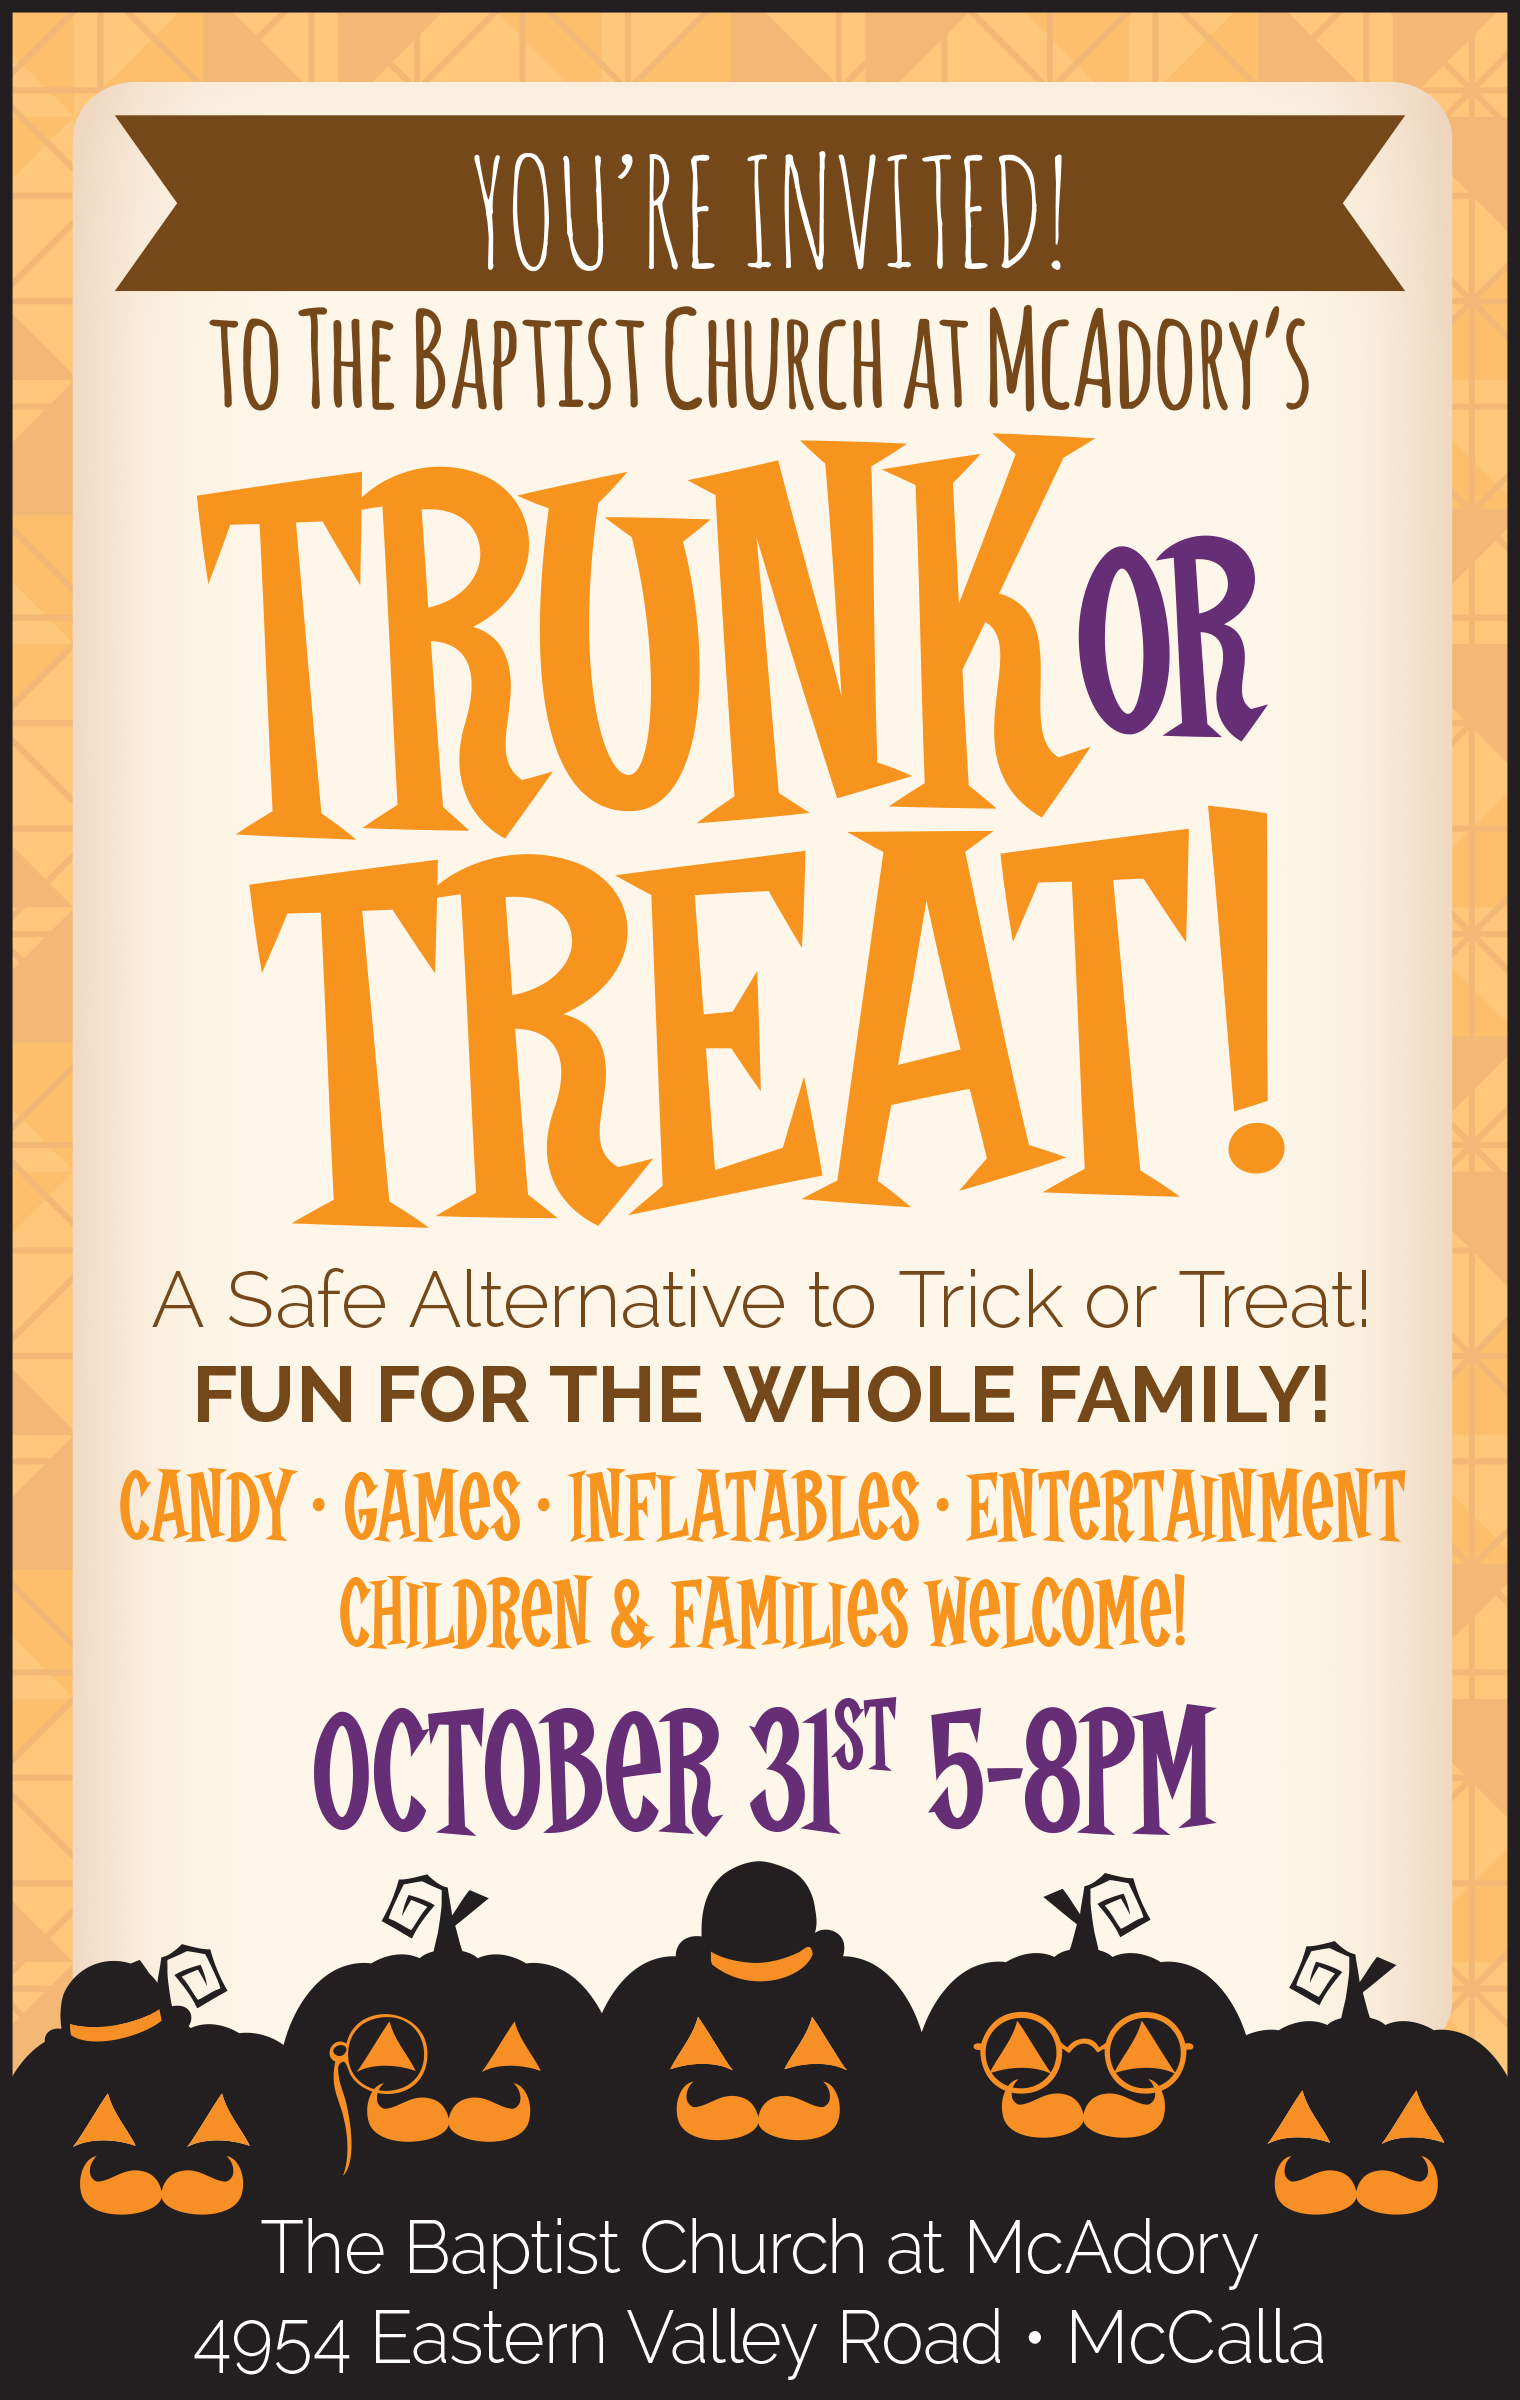 YOU'RE INVITED!
TO THE BAPTIST CHURCH AT MCADORY'S
TRUNK OR
TREAT!
A Safe Alternative to Trick or Treat!
FUN FOR THE WHOLE FAMILY!
CANDY • GAMES • INFLATABLES • ENTERTAINMENT
CHILDREN & FAMILIES WELCOME!
OCTOBER 31ST 5-8PM
The Baptist Church at McAdory
4954 Eastern Valley Road • McCalla